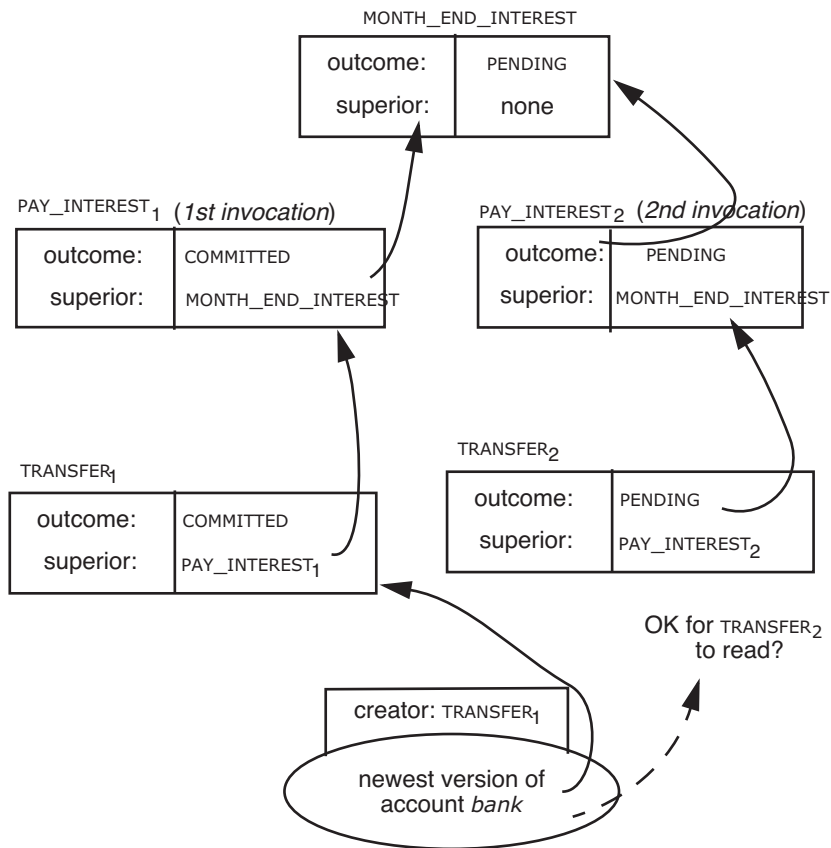 MONTH_END_INTEREST
outcome: PENDING
superior: none
PAY_INTEREST1 (1st invocation)
outcome: COMMITTED
superior: MONTH_END_INTEREST
PAY_INTEREST2 (2nd invocation)
outcome: PENDING
superior: MONTH_END_INTEREST
TRANSFER1
outcome: COMMITTED
superior: PAY_INTEREST1
TRANSFER2
outcome: PENDING
superior: PAY_INTEREST2
OK for TRANSFER2
to read?
creator: TRANSFER1
newest version of
account bank